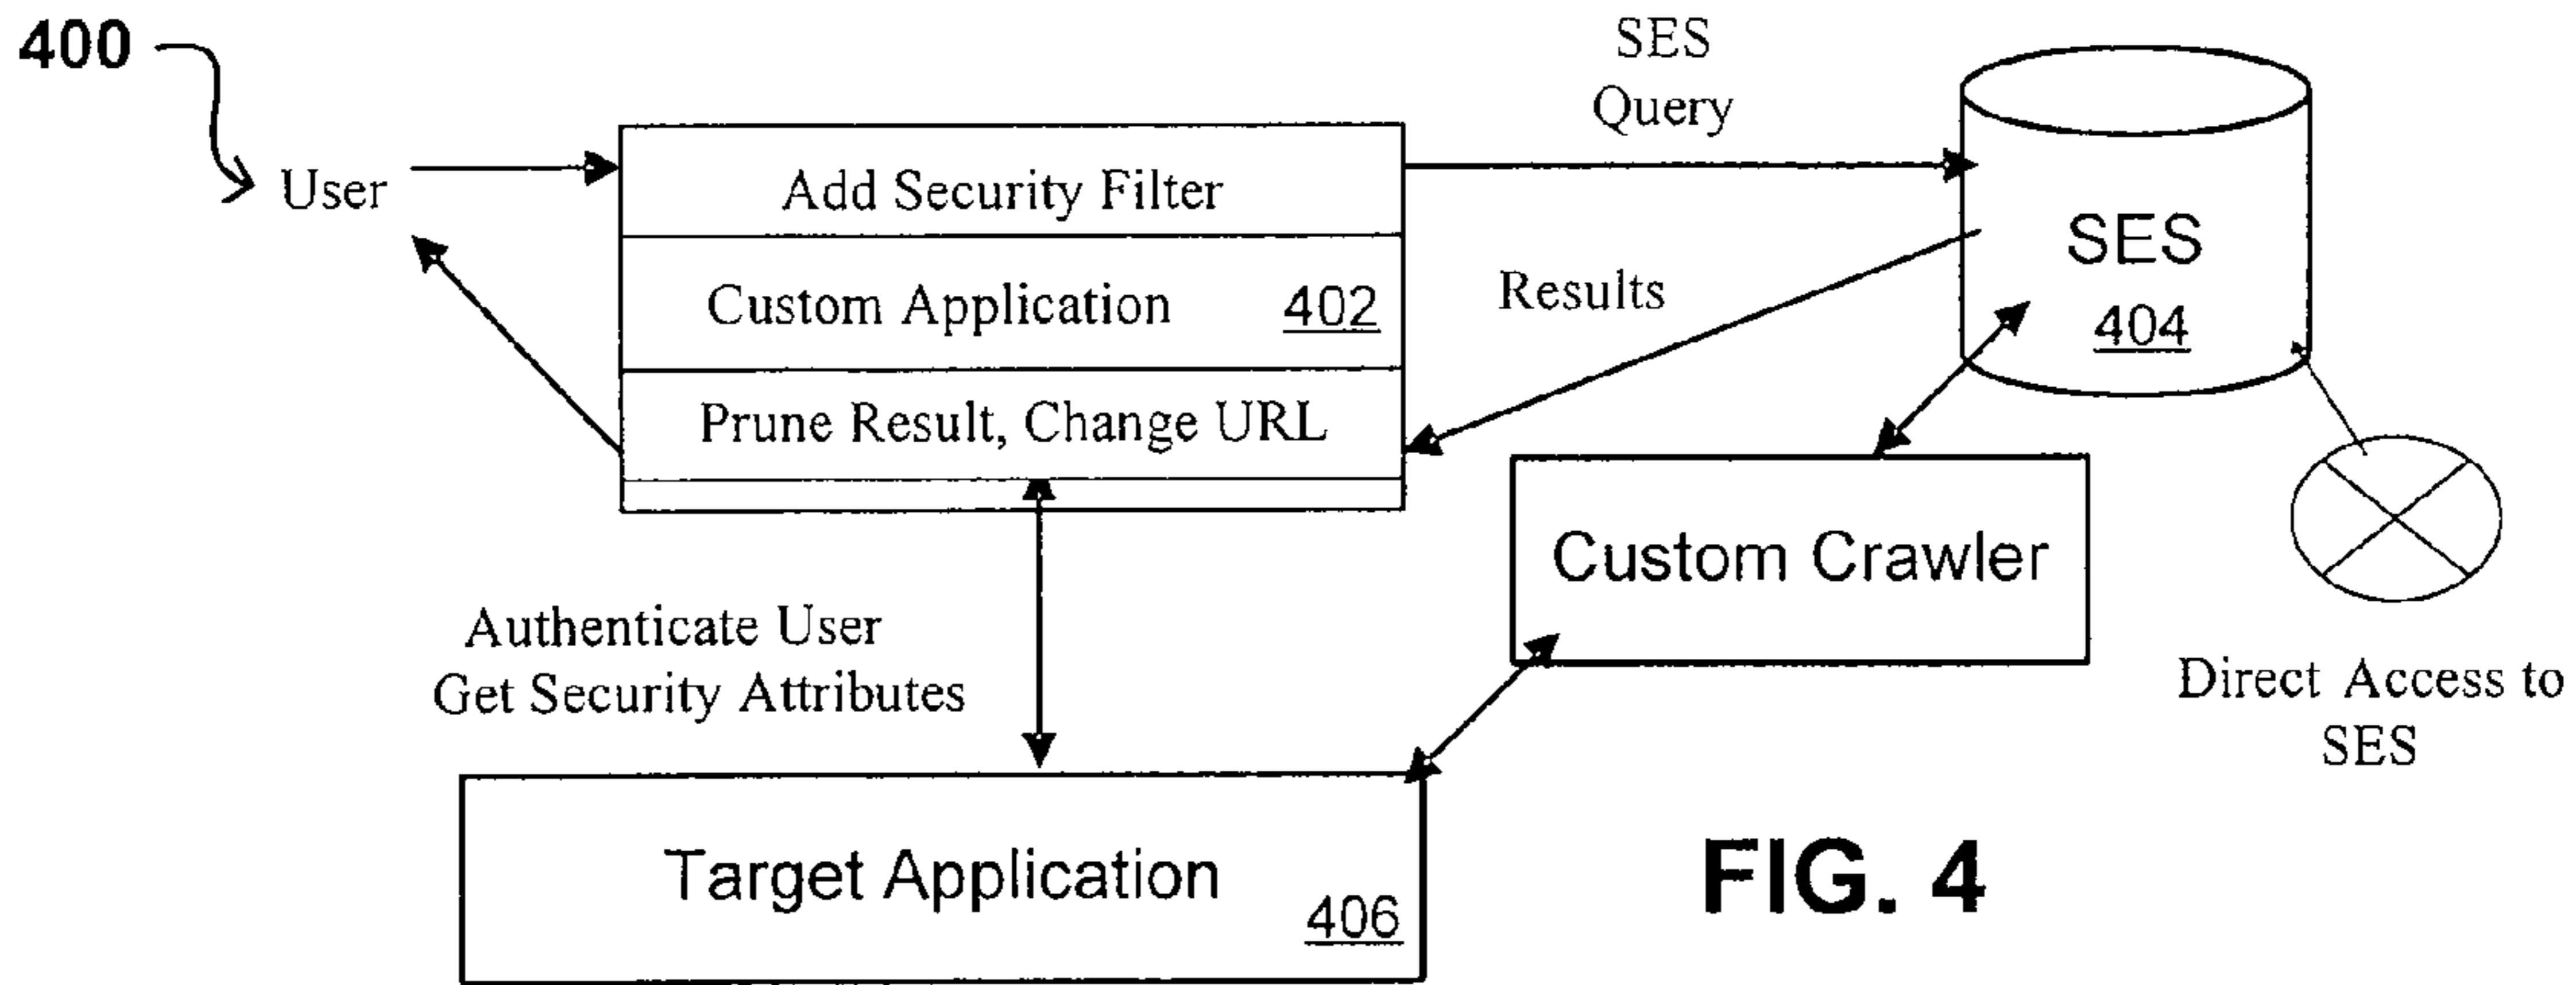 400
User
Add Security Filter
Custom Application 402
Prune Result, Change URL
SES
Query
Results
SES
404
Custom Crawler
Direct Access to
SES
Authenticate User
Get Security Attributes
Target Application
406
FIG. 4